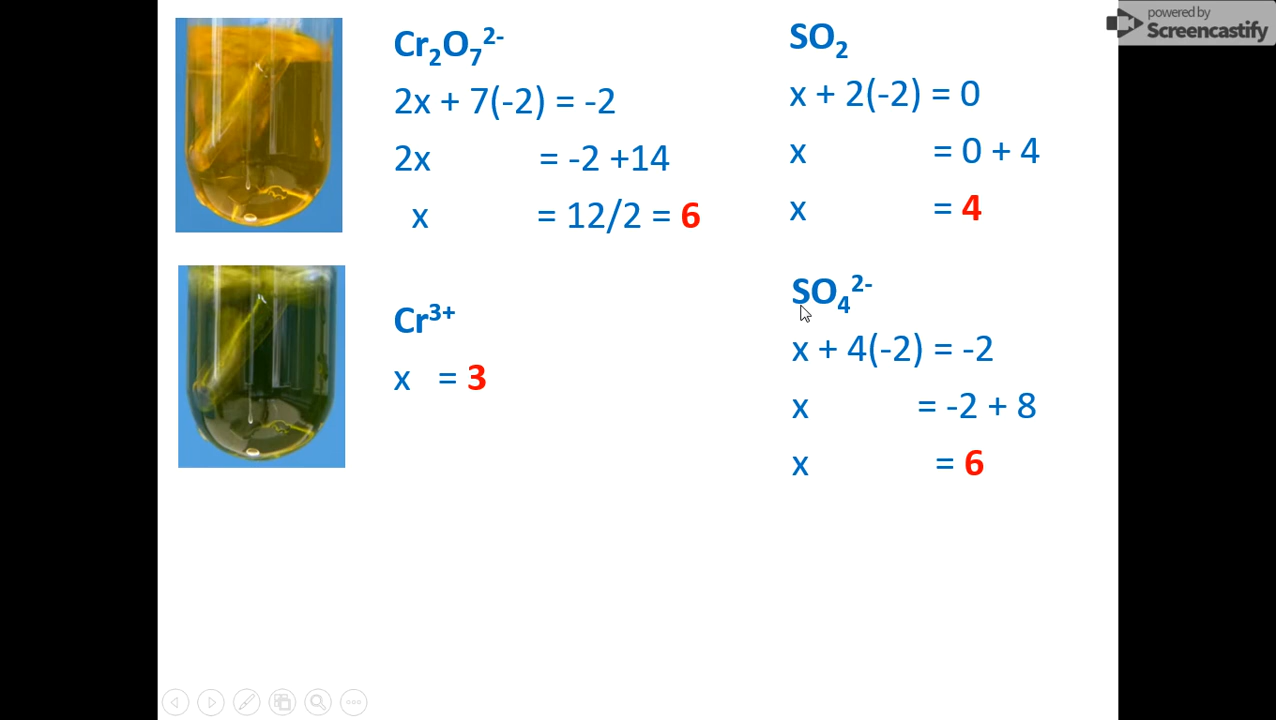 Cr₂O₇²⁻
2x + 7(-2) = -2
2x = -2 +14
x = 12/2 = 6
Cr³⁺
x = 3
SO₂
x + 2(-2) = 0
x = 0 + 4
x = 4
SO₄²⁻
x + 4(-2) = -2
x = -2 + 8
x = 6
powered by
Screencastify